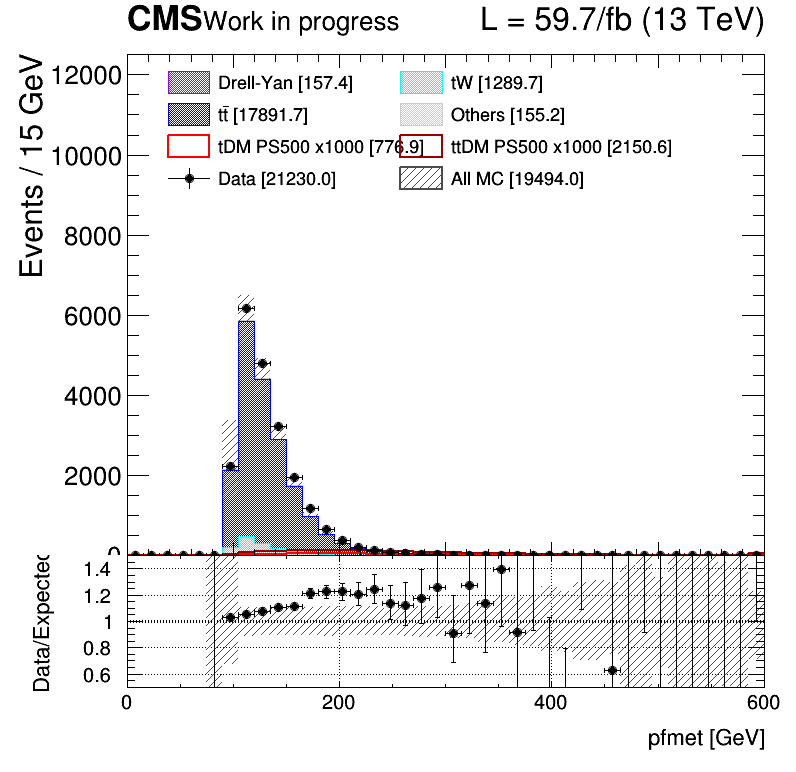 CMS Work in progress L = 59.7/fb (13 TeV)
Events / 15 GeV
12000
10000
8000
6000
4000
2000
0
Drell-Yan [157.4] tW [1289.7]
tt̄ [17891.7] Others [155.2]
tDM PS500 x1000 [776.9] ttDM PS500 x1000 [2150.6]
Data [21230.0] All MC [19494.0]
Data/Expected
1.4
1.2
1
0.8
0.6
0 200 400 600
pfmet [GeV]